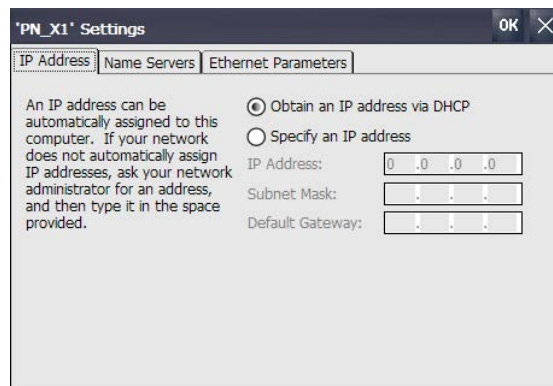 'PN_X1' Settings
OK
IP Address
Name Servers
Ethernet Parameters
An IP address can be
automatically assigned to this
computer. If your network
does not automatically assign
IP addresses, ask your network
administrator for an address,
and then type it in the space
provided.
Obtain an IP address via DHCP
Specify an IP address
IP Address: 0 .0 .0 .0
Subnet Mask: . . .
Default Gateway: . . .